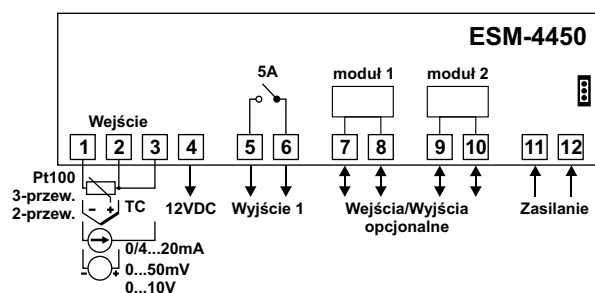 ESM-4450
5A
moduł 1
moduł 2
Wejście
1 2 3 4 5 6 7 8 9 10 11 12
Pt100
3-przew.
2-przew.
− +
TC
12VDC
Wyjście 1
Wejścia/Wyjścia
opcjonalne
Zasilanie
0/4...20mA
− +
0...50mV
0...10V